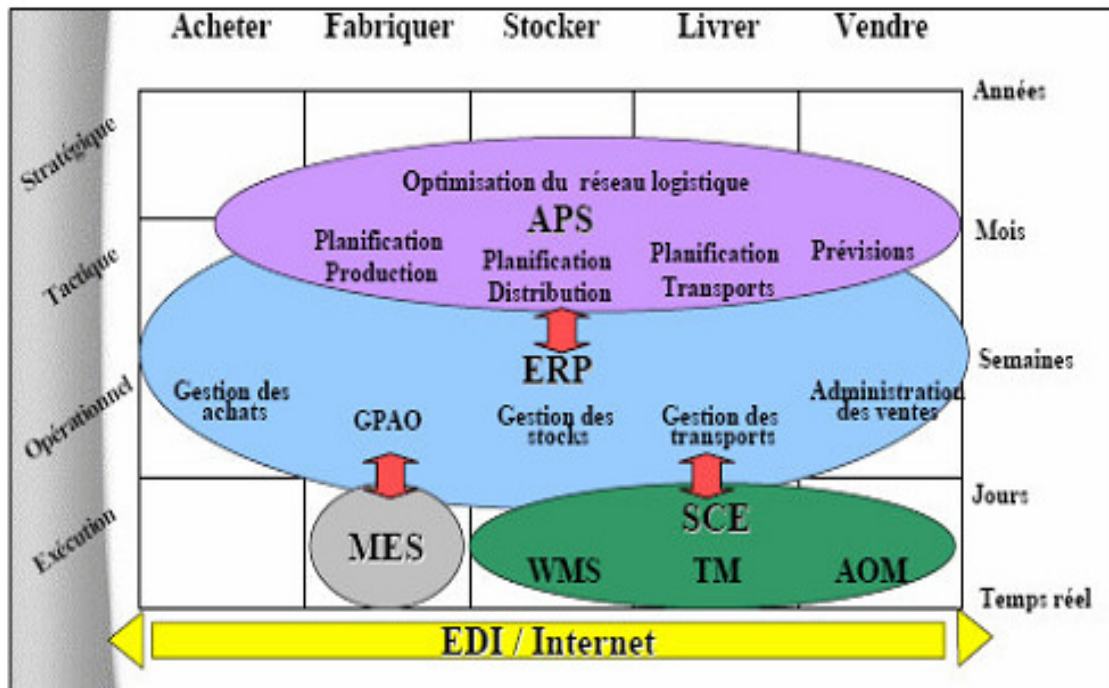 Acheter Fabriquer Stocker Livrer Vendre
Années
Stratégique
Optimisation du réseau logistique
APS
Mois
Planification
Production
Planification
Distribution
Planification
Transports
Prévisions
Tactique
ERP
Semaines
Gestion des
achats
GPAO
Gestion des
stocks
Gestion des
transports
Administration
des ventes
Opérationnel
Jours
Exécution
MES
SCE
WMS TM AOM
Temps réel
EDI / Internet